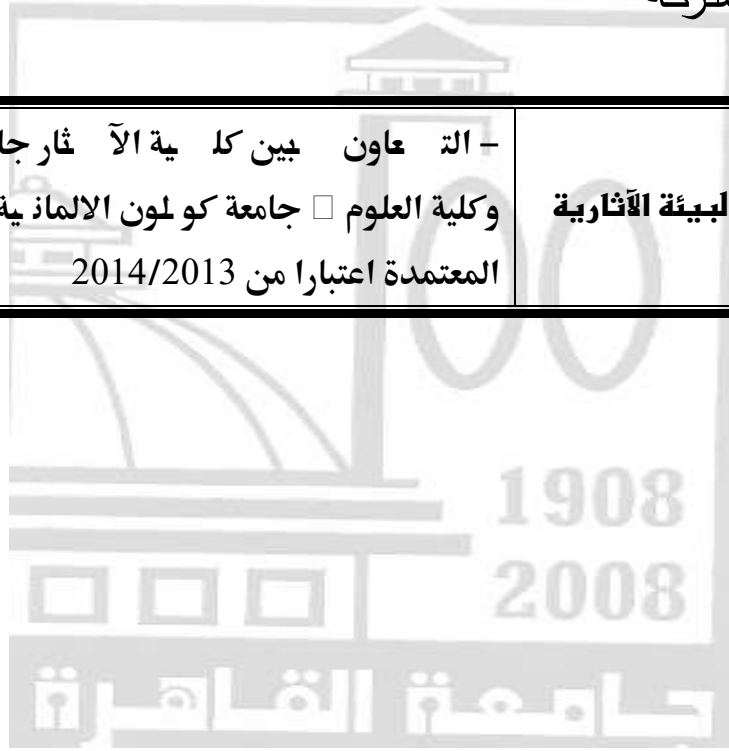 – التعاون بين كلية الآثار جا
البيئة الآثارية
وكلية العلوم □ جامعة كولون الالمانية
المعتمدة اعتبارا من 2014/2013
100
1908
2008
جامعة القاهرة